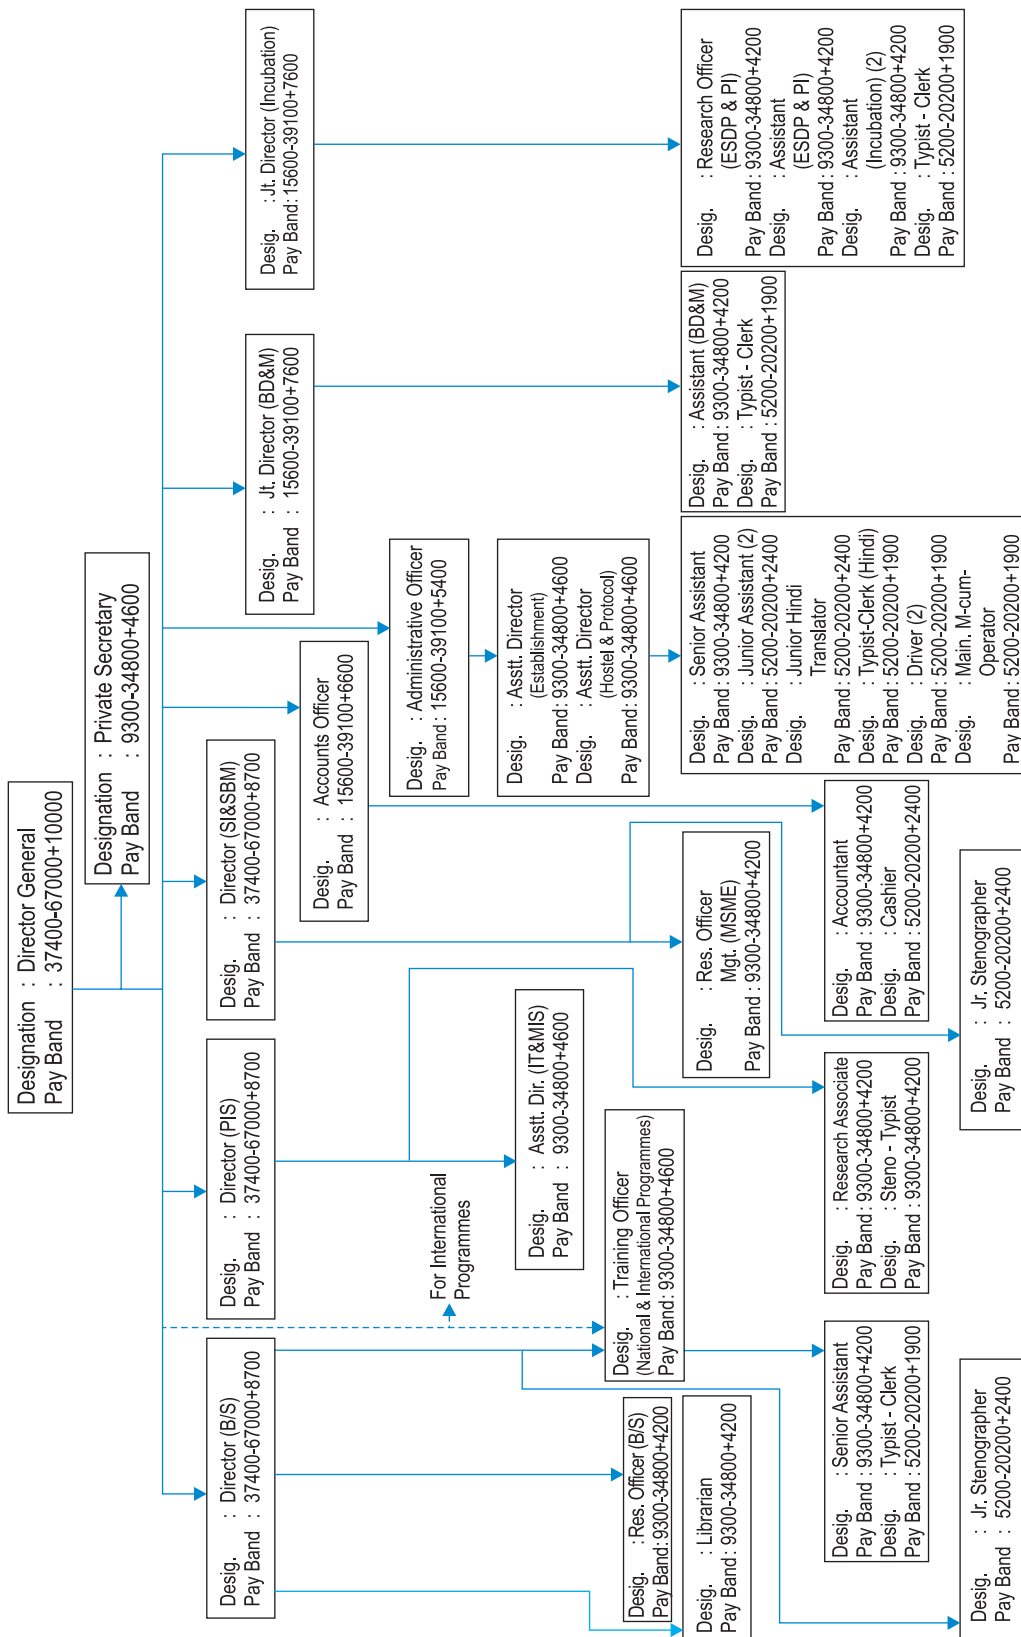 Designation : Director General
Pay Band : 37400-67000+10000
Designation : Private Secretary
Pay Band : 9300-34800+4600
Desig. : Director (B/S)
Pay Band : 37400-67000+8700
Desig. : Director (PIS)
Pay Band : 37400-67000+8700
Desig. : Director (SI&SBM)
Pay Band : 37400-67000+8700
Desig. : Jt. Director (BD&M)
Pay Band : 15600-39100+7600
Desig. : Jt. Director (Incubation)
Pay Band : 15600-39100+7600
Desig. : Accounts Officer
Pay Band : 15600-39100+6600
Desig. : Administrative Officer
Pay Band : 15600-39100+5400
For International
Programmes
Desig. : Asstt. Dir. (IT&MIS)
Pay Band : 9300-34800+4600
Desig. : Asstt. Director
(Establishment)
Pay Band : 9300-34800+4600
Desig. : Asstt. Director
(Hostel & Protocol)
Pay Band : 9300-34800+4600
Desig. : Training Officer
(National & International Programmes)
Pay Band : 9300-34800+4600
Desig. : Res. Officer (B/S)
Pay Band : 9300-34800+4200
Desig. : Librarian
Pay Band : 9300-34800+4200
Desig. : Res. Officer
Mgt. (MSME)
Pay Band : 9300-34800+4200
Desig. : Senior Assistant
Pay Band : 9300-34800+4200
Desig. : Junior Assistant (2)
Pay Band : 5200-20200+2400
Desig. : Junior Hindi
Translator
Pay Band : 5200-20200+2400
Desig. : Typist-Clerk (Hindi)
Pay Band : 5200-20200+1900
Desig. : Driver (2)
Pay Band : 5200-20200+1900
Desig. : Main. M-cum-
Operator
Pay Band : 5200-20200+1900
Desig. : Assistant (BD&M)
Pay Band : 9300-34800+4200
Desig. : Typist - Clerk
Pay Band : 5200-20200+1900
Desig. : Research Officer
(ESDP & PI)
Pay Band : 9300-34800+4200
Desig. : Assistant
(ESDP & PI)
Pay Band : 9300-34800+4200
Desig. : Assistant
(Incubation) (2)
Pay Band : 9300-34800+4200
Desig. : Typist - Clerk
Pay Band : 5200-20200+1900
Desig. : Senior Assistant
Pay Band : 9300-34800+4200
Desig. : Typist - Clerk
Pay Band : 5200-20200+1900
Desig. : Research Associate
Pay Band : 9300-34800+4200
Desig. : Steno - Typist
Pay Band : 9300-34800+4200
Desig. : Accountant
Pay Band : 9300-34800+4200
Desig. : Cashier
Pay Band : 5200-20200+2400
Desig. : Jr. Stenographer
Pay Band : 5200-20200+2400
Desig. : Jr. Stenographer
Pay Band : 5200-20200+2400